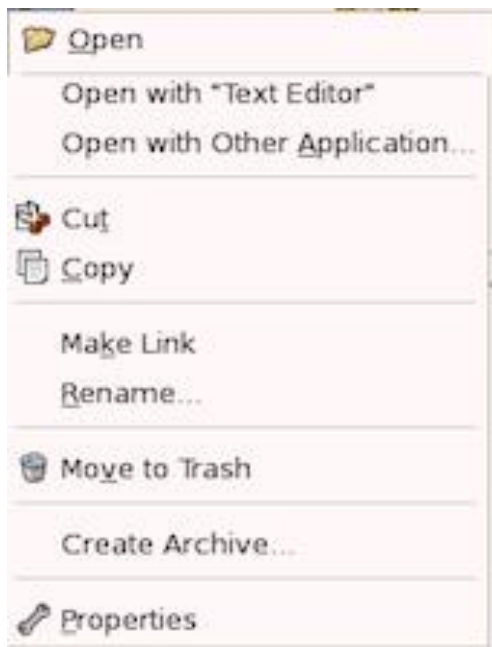 Open
Open with "Text Editor"
Open with Other Application...
Cut
Copy
Make Link
Rename...
Move to Trash
Create Archive...
Properties